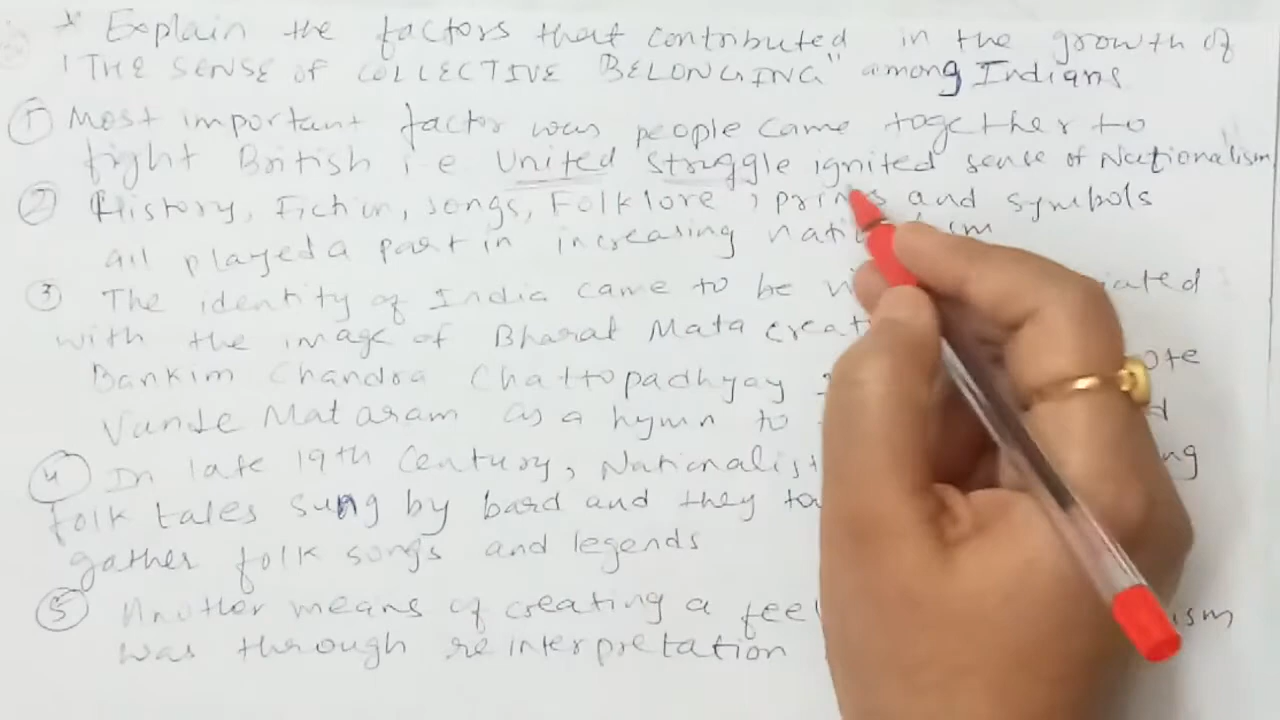 * Explain the factors that contributed in the growth of
"THE SENSE OF COLLECTIVE BELONGING" among Indians
① Most important factor was people came together to
fight British i e United Struggle ignited sense of Nationalism
② History, Fiction, songs, Folklore, prints and symbols
all played a part in increasing
③ The identity of India came to be
with the image of Bharat Mata
Bankim Chandra Chattopadhyay
Vande Mataram as a hymn to
④ In late 19th Century, Nationalist
folk tales sung by bard and they
gather folk songs and legends
⑤ Another means of creating a
was through reinterpretation